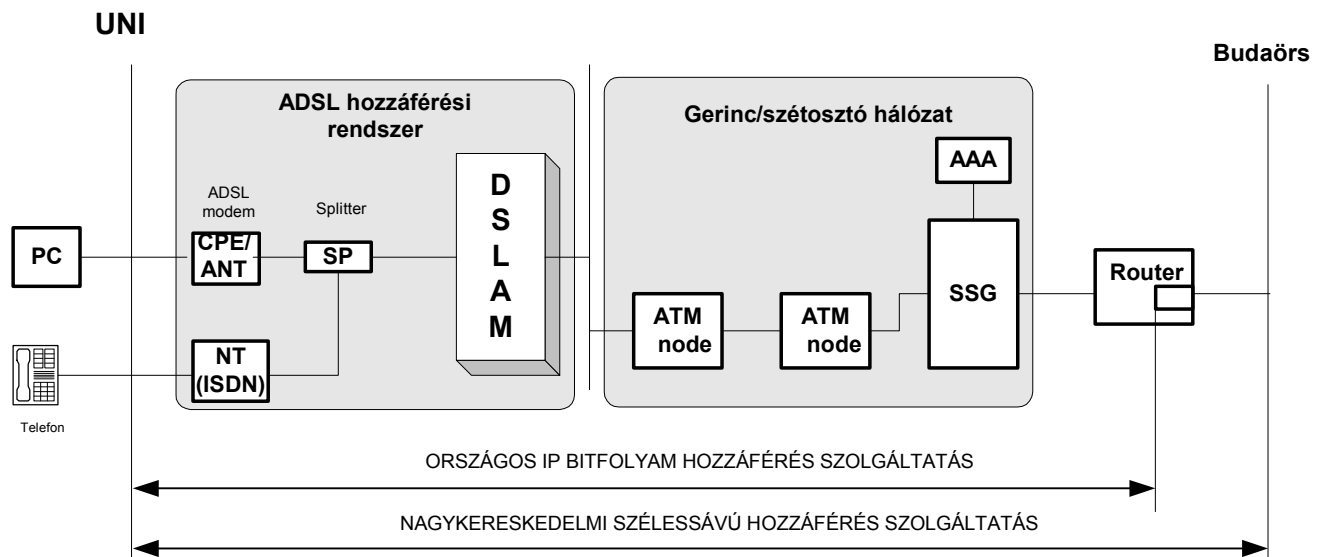 UNI
Budaörs
ADSL hozzáférési
rendszer
Gerinc/szétosztó hálózat
AAA
ADSL
modem
Splitter
D
S
L
A
M
PC
CPE/
ANT
SP
SSG
Router
ATM
node
ATM
node
NT
(ISDN)
Telefon
ORSZÁGOS IP BITFOLYAM HOZZÁFÉRÉS SZOLGÁLTATÁS
NAGYKERESKEDELMI SZÉLESSÁVÚ HOZZÁFÉRÉS SZOLGÁLTATÁS